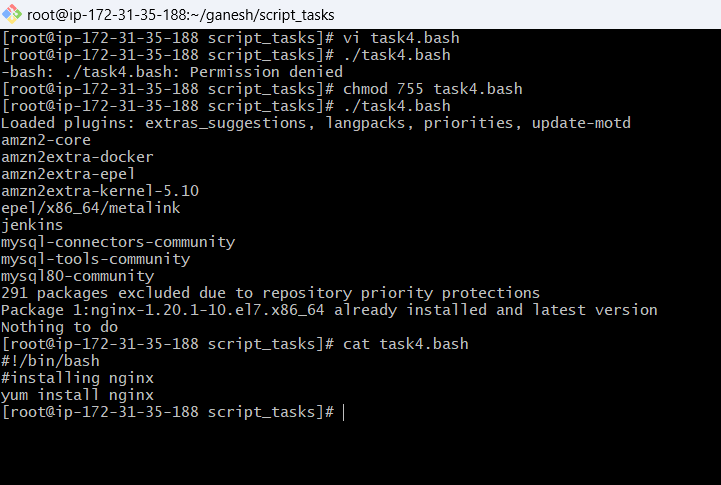 root@ip-172-31-35-188:~/ganesh/script_tasks
[root@ip-172-31-35-188 script_tasks]# vi task4.bash
[root@ip-172-31-35-188 script_tasks]# ./task4.bash
-bash: ./task4.bash: Permission denied
[root@ip-172-31-35-188 script_tasks]# chmod 755 task4.bash
[root@ip-172-31-35-188 script_tasks]# ./task4.bash
Loaded plugins: extras_suggestions, langpacks, priorities, update-motd
amzn2-core
amzn2extra-docker
amzn2extra-epel
amzn2extra-kernel-5.10
epel/x86_64/metalink
jenkins
mysql-connectors-community
mysql-tools-community
mysql80-community
291 packages excluded due to repository priority protections
Package 1:nginx-1.20.1-10.el7.x86_64 already installed and latest version
Nothing to do
[root@ip-172-31-35-188 script_tasks]# cat task4.bash
#!/bin/bash
#installing nginx
yum install nginx
[root@ip-172-31-35-188 script_tasks]#